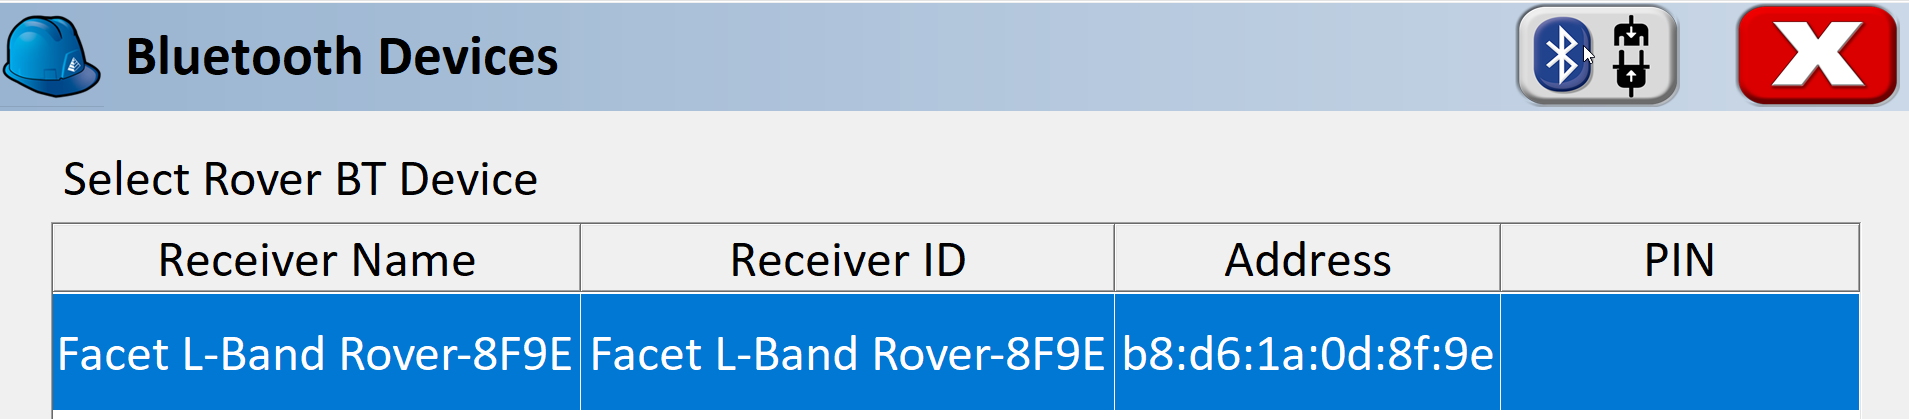 Bluetooth Devices
Select Rover BT Device
Receiver Name Receiver ID Address PIN
Facet L-Band Rover-8F9E Facet L-Band Rover-8F9E b8:d6:1a:0d:8f:9e